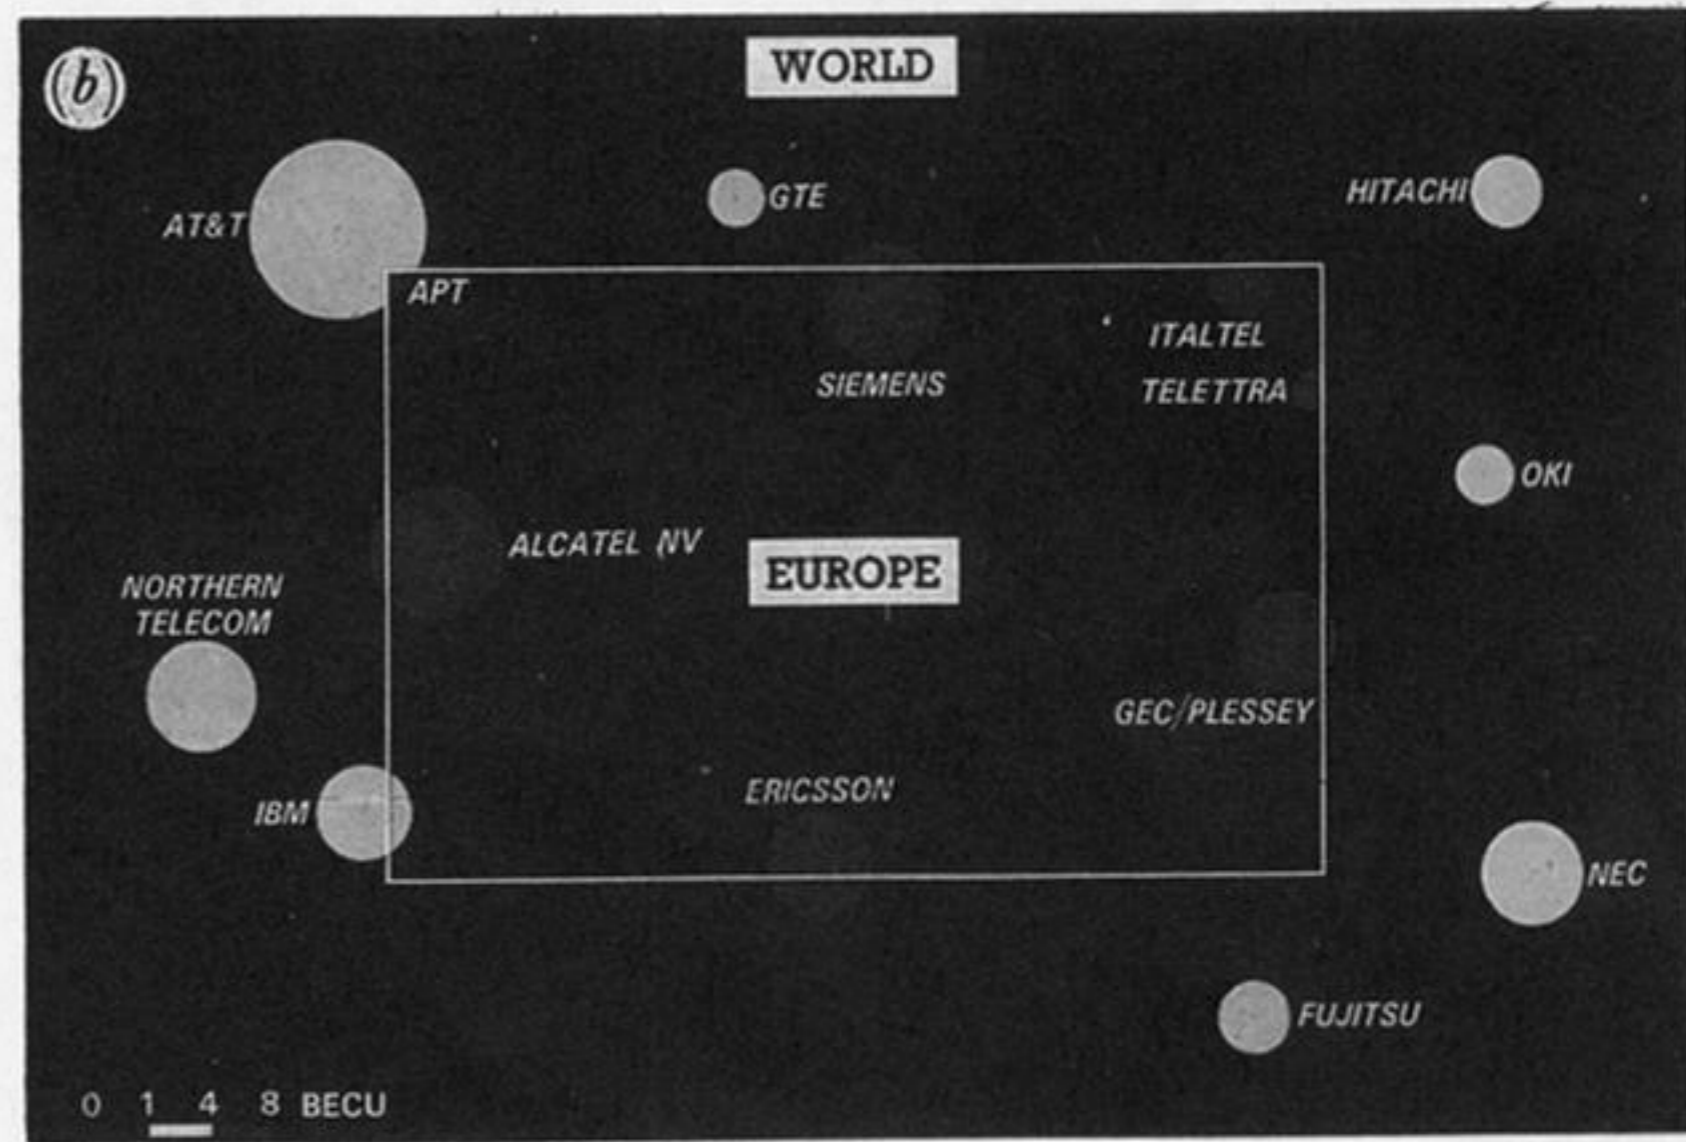 (b)
WORLD
AT&T
GTE
HITACHI
APT
ITALTEL
SIEMENS
TELETTRA
OKI
ALCATEL NV
EUROPE
NORTHERN
TELECOM
GEC/PLESSEY
ERICSSON
IBM
NEC
FUJITSU
0 1 4 8 BECU